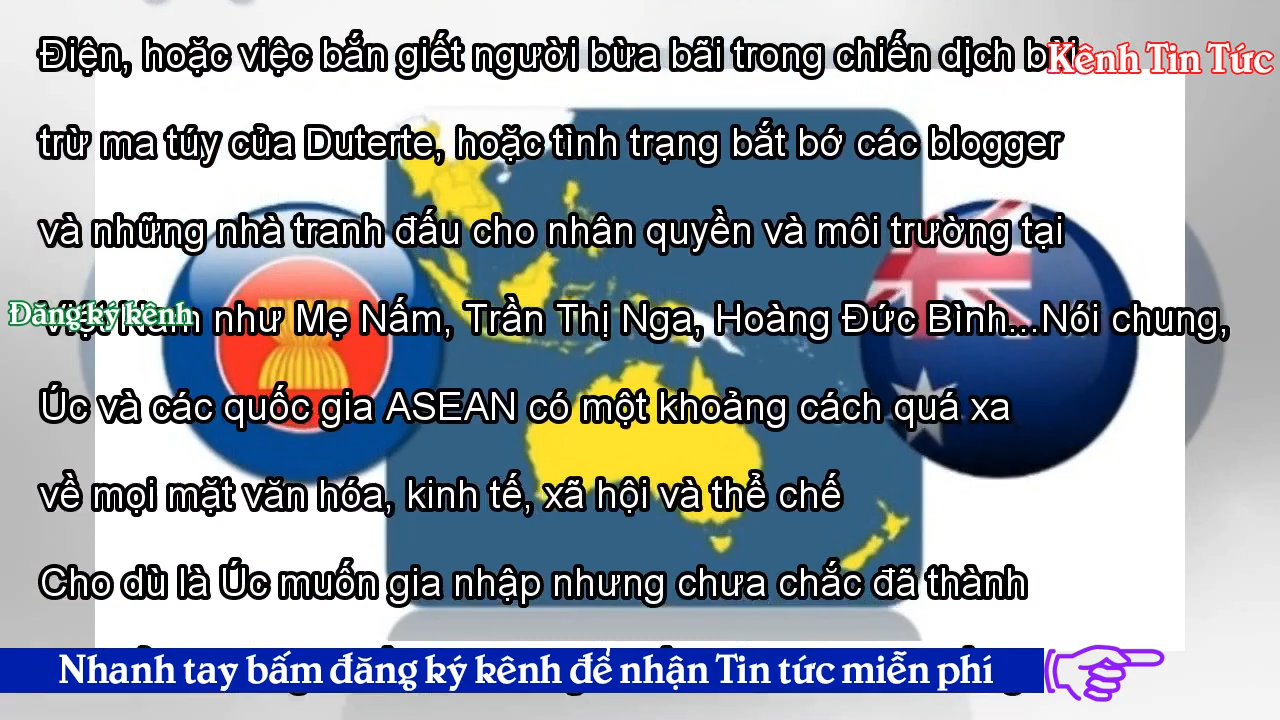 Điện, hoặc việc bắn giết người bừa bãi trong chiến dịch bài
Kênh Tin Tức
trừ ma túy của Duterte, hoặc tình trạng bắt bớ các blogger
và những nhà tranh đấu cho nhân quyền và môi trường tại
Đăng ký kênh
Việt Nam như Mẹ Nấm, Trần Thị Nga, Hoàng Đức Bình...Nói chung,
Úc và các quốc gia ASEAN có một khoảng cách quá xa
về mọi mặt văn hóa, kinh tế, xã hội và thể chế
Cho dù là Úc muốn gia nhập nhưng chưa chắc đã thành
Nhanh tay bấm đăng ký kênh để nhận Tin tức miễn phí